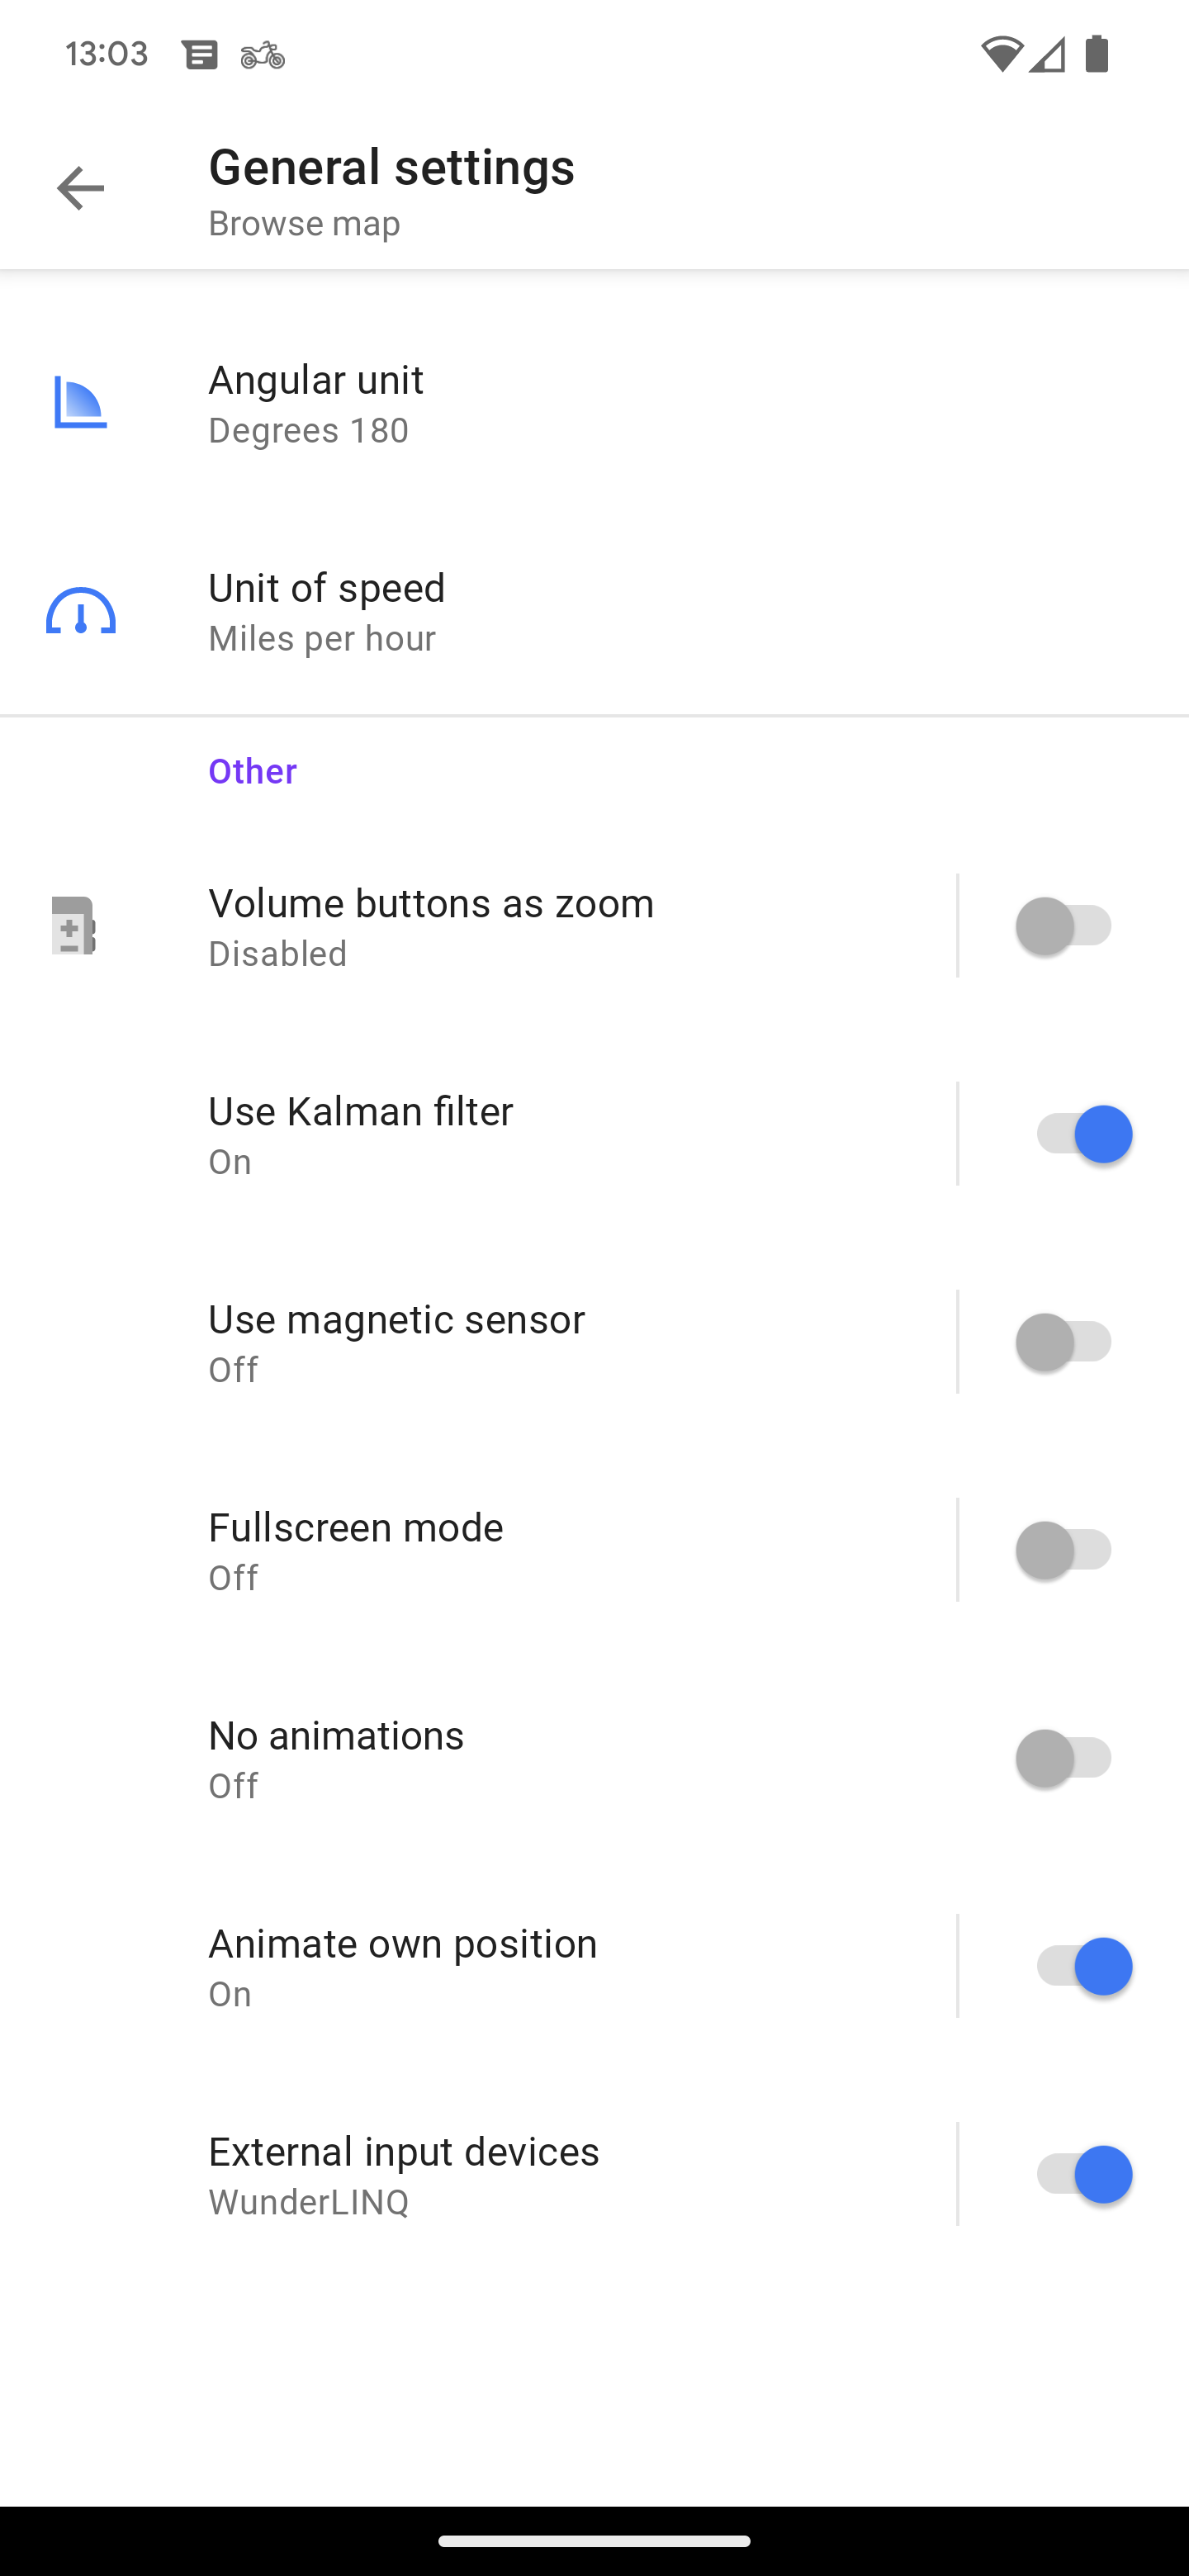 13:03
General settings
Browse map
Angular unit
Degrees 180
Unit of speed
Miles per hour
Other
Volume buttons as zoom
Disabled
Use Kalman filter
On
Use magnetic sensor
Off
Fullscreen mode
Off
No animations
Off
Animate own position
On
External input devices
WunderLINQ